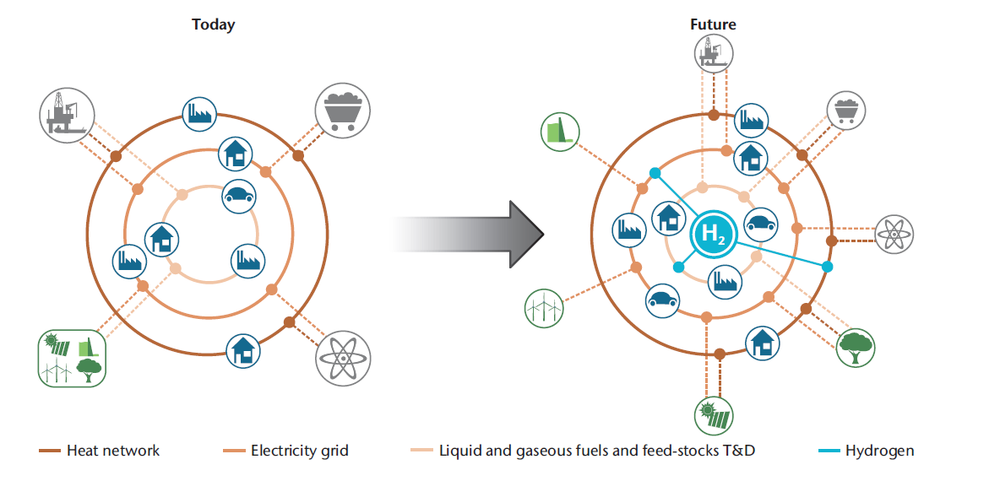 Today
Future
H2
Heat network
Electricity grid
Liquid and gaseous fuels and feed-stocks T&D
Hydrogen